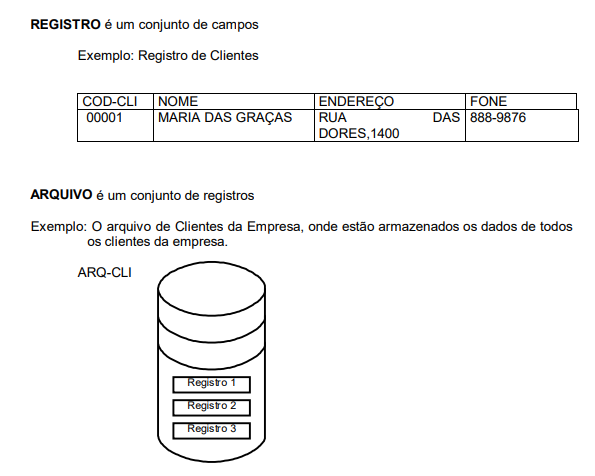 REGISTRO é um conjunto de campos
Exemplo: Registro de Clientes
COD-CLI NOME ENDEREÇO FONE
00001 MARIA DAS GRAÇAS RUA DAS 888-9876
DORES,1400
ARQUIVO é um conjunto de registros
Exemplo: O arquivo de Clientes da Empresa, onde estão armazenados os dados de todos
os clientes da empresa.
ARQ-CLI
Registro 1
Registro 2
Registro 3